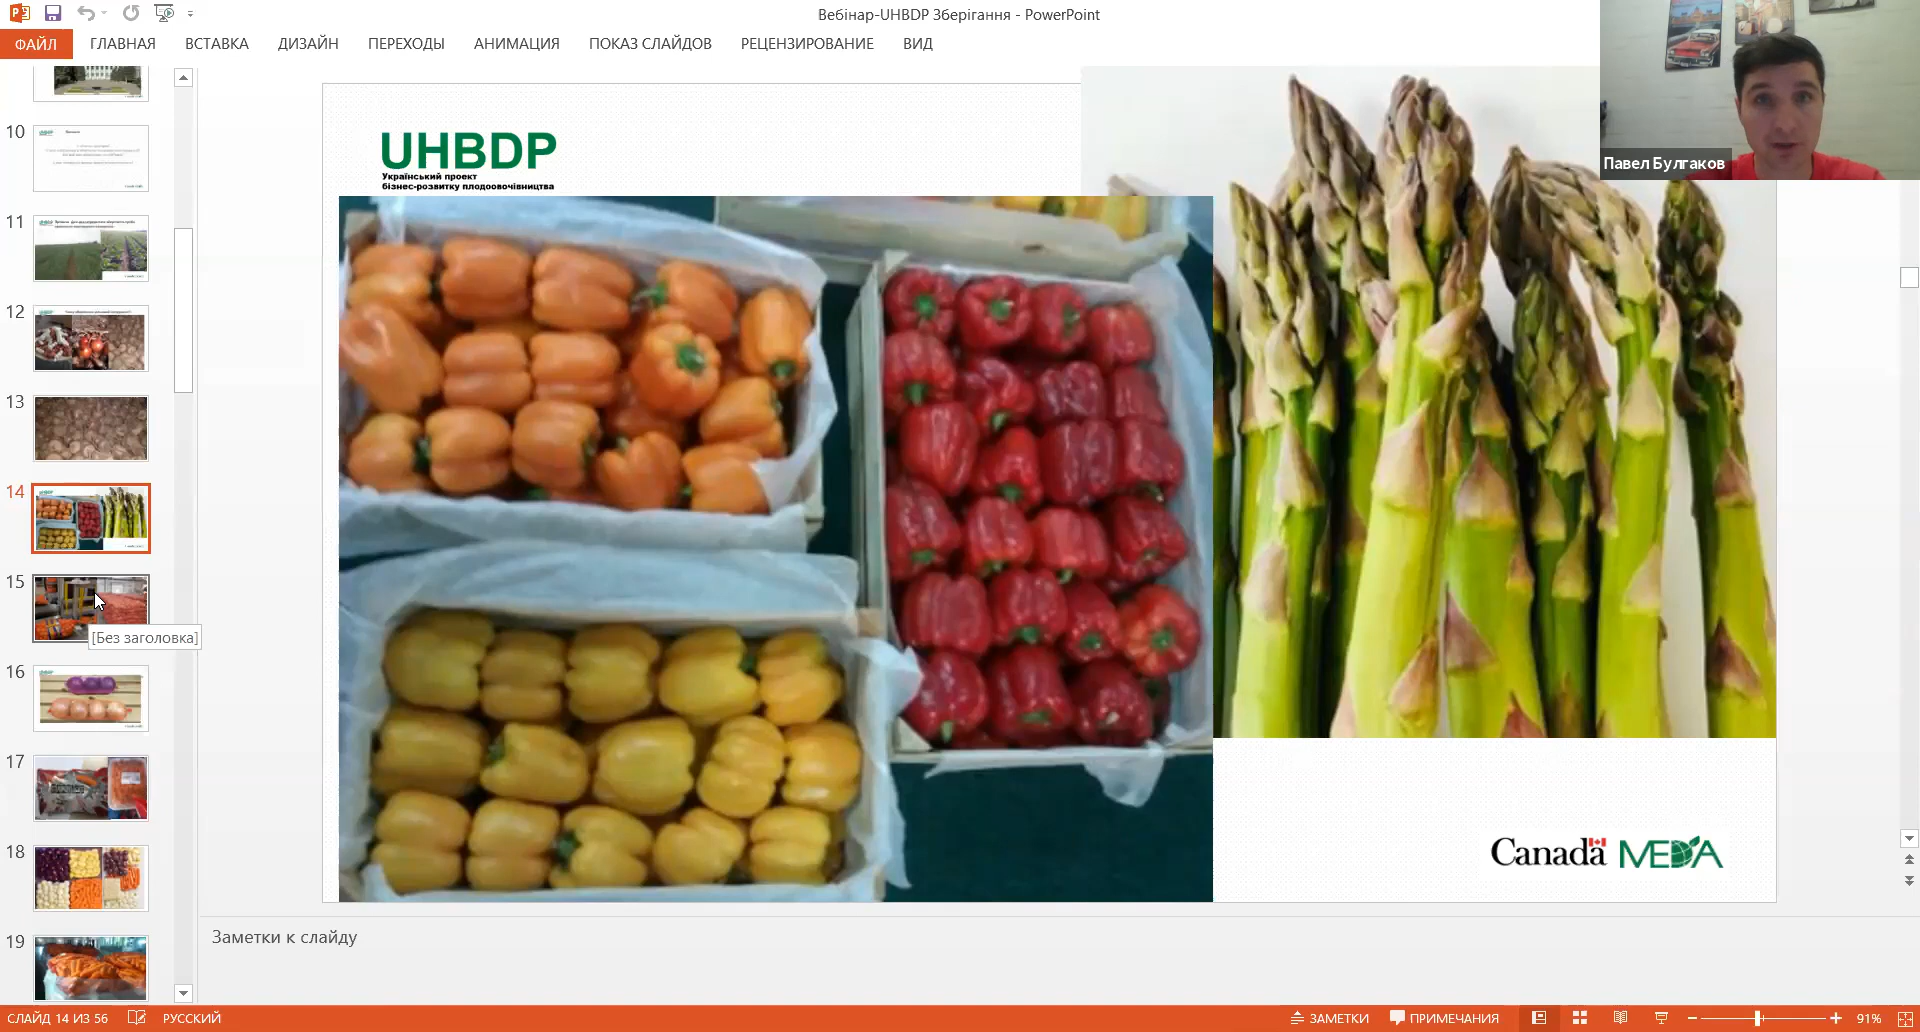 Вебінар-UHBDP Зберігання - PowerPoint
ФАЙЛ ГЛАВНАЯ ВСТАВКА ДИЗАЙН ПЕРЕХОДЫ АНИМАЦИЯ ПОКАЗ СЛАЙДОВ РЕЦЕНЗИРОВАНИЕ ВИД
Павел Булгаков
10
11
12
13
14
15
[Без заголовка]
16
17
18
19
UHBDP
Український проект
бізнес-розвитку плодоовочівництва
Canada MEDA
Заметки к слайду
СЛАЙД 14 ИЗ 56 РУССКИЙ ЗАМЕТКИ ПРИМЕЧАНИЯ 91%